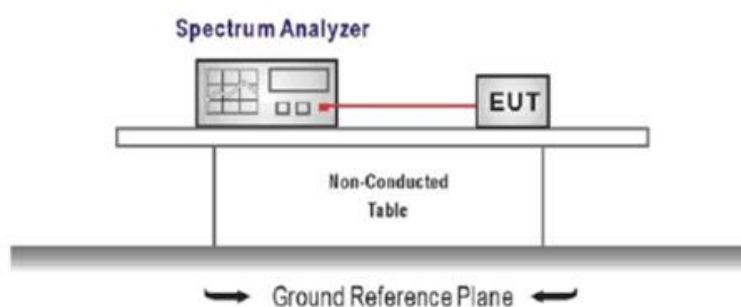 Spectrum Analyzer
EUT
Non-Conducted
Table
Ground Reference Plane